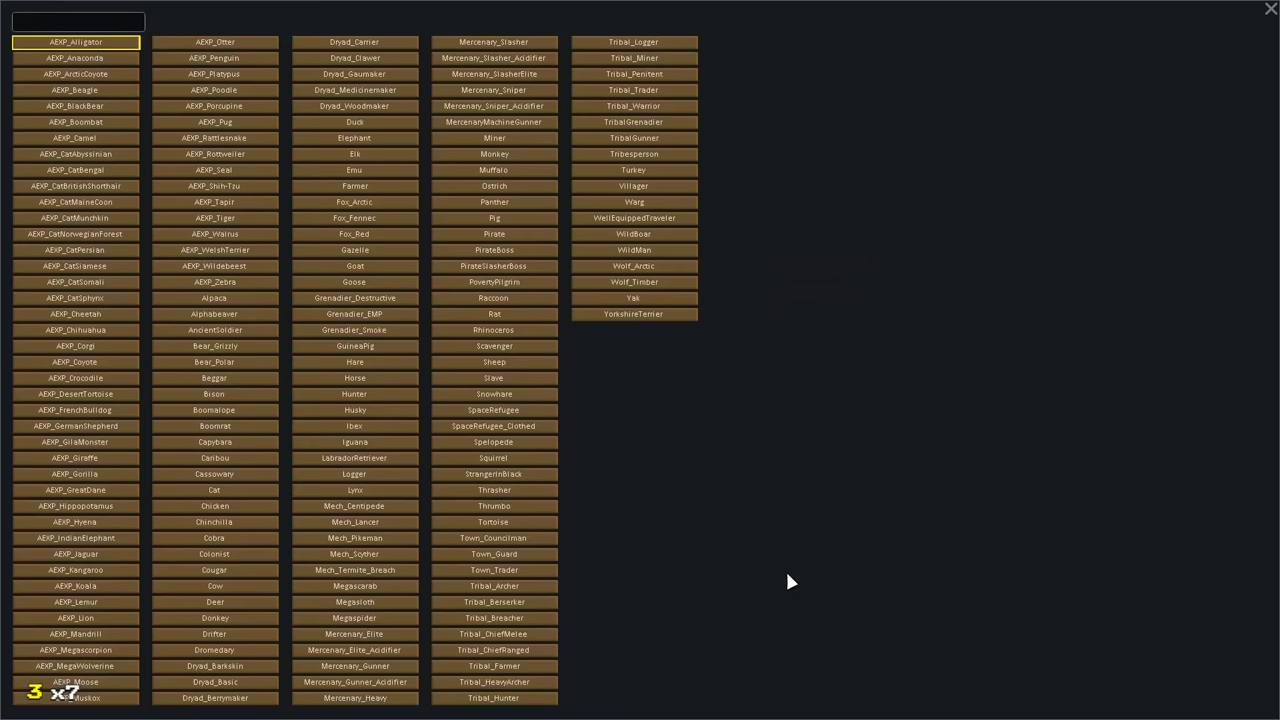 AEXP_Alligator
AEXP_Anaconda
AEXP_ArcticCoyote
AEXP_Beagle
AEXP_BlackBear
AEXP_Boombat
AEXP_Camel
AEXP_CatAbyssinian
AEXP_CatBengal
AEXP_CatBritishShorthair
AEXP_CatMaineCoon
AEXP_CatMunchkin
AEXP_CatNorwegianForest
AEXP_CatPersian
AEXP_CatSiamese
AEXP_CatSomali
AEXP_CatSphynx
AEXP_Cheetah
AEXP_Chihuahua
AEXP_Corgi
AEXP_Coyote
AEXP_Crocodile
AEXP_DesertTortoise
AEXP_FrenchBulldog
AEXP_GermanShepherd
AEXP_GilaMonster
AEXP_Giraffe
AEXP_Gorilla
AEXP_GreatDane
AEXP_Hippopotamus
AEXP_Hyena
AEXP_IndianElephant
AEXP_Jaguar
AEXP_Kangaroo
AEXP_Koala
AEXP_Lemur
AEXP_Lion
AEXP_Mandrill
AEXP_Megascorpion
AEXP_MegaWolverine
AEXP_Moose
3 x7
Muskox
AEXP_Otter
AEXP_Penguin
AEXP_Platypus
AEXP_Poodle
AEXP_Porcupine
AEXP_Pug
AEXP_Rattlesnake
AEXP_Rottweiler
AEXP_Seal
AEXP_Shih-Tzu
AEXP_Tapir
AEXP_Tiger
AEXP_Walrus
AEXP_WelshTerrier
AEXP_Wildebeest
AEXP_Zebra
Alpaca
Alphabeaver
AncientSoldier
Bear_Grizzly
Bear_Polar
Beggar
Bison
Boomalope
Boomrat
Capybara
Caribou
Cassowary
Cat
Chicken
Chinchilla
Cobra
Colonist
Cougar
Cow
Deer
Donkey
Drifter
Dromedary
Dryad_Barkskin
Dryad_Basic
Dryad_Berrymaker
Dryad_Carrier
Dryad_Clawer
Dryad_Gaumaker
Dryad_Medicinemaker
Dryad_Woodmaker
Duck
Elephant
Elk
Emu
Farmer
Fox_Arctic
Fox_Fennec
Fox_Red
Gazelle
Goat
Goose
Grenadier_Destructive
Grenadier_EMP
Grenadier_Smoke
GuineaPig
Hare
Horse
Hunter
Husky
Ibex
Iguana
LabradorRetriever
Logger
Lynx
Mech_Centipede
Mech_Lancer
Mech_Pikeman
Mech_Scyther
Mech_Termite_Breach
Megascarab
Megasloth
Megaspider
Mercenary_Elite
Mercenary_Elite_Acidifier
Mercenary_Gunner
Mercenary_Gunner_Acidifier
Mercenary_Heavy
Mercenary_Slasher
Mercenary_Slasher_Acidifier
Mercenary_SlasherElite
Mercenary_Sniper
Mercenary_Sniper_Acidifier
MercenaryMachineGunner
Miner
Monkey
Muffalo
Ostrich
Panther
Pig
Pirate
PirateBoss
PirateSlasherBoss
PovertyPilgrim
Raccoon
Rat
Rhinoceros
Scavenger
Sheep
Slave
Snowhare
SpaceRefugee
SpaceRefugee_Clothed
Spelopede
Squirrel
StrangerInBlack
Thrasher
Thrumbo
Tortoise
Town_Councilman
Town_Guard
Town_Trader
Tribal_Archer
Tribal_Berserker
Tribal_Breacher
Tribal_ChiefMelee
Tribal_ChiefRanged
Tribal_Farmer
Tribal_HeavyArcher
Tribal_Hunter
Tribal_Logger
Tribal_Miner
Tribal_Penitent
Tribal_Trader
Tribal_Warrior
TribalGrenadier
TribalGunner
Tribesperson
Turkey
Villager
Warg
WellEquippedTraveler
WildBoar
WildMan
Wolf_Arctic
Wolf_Timber
Yak
YorkshireTerrier